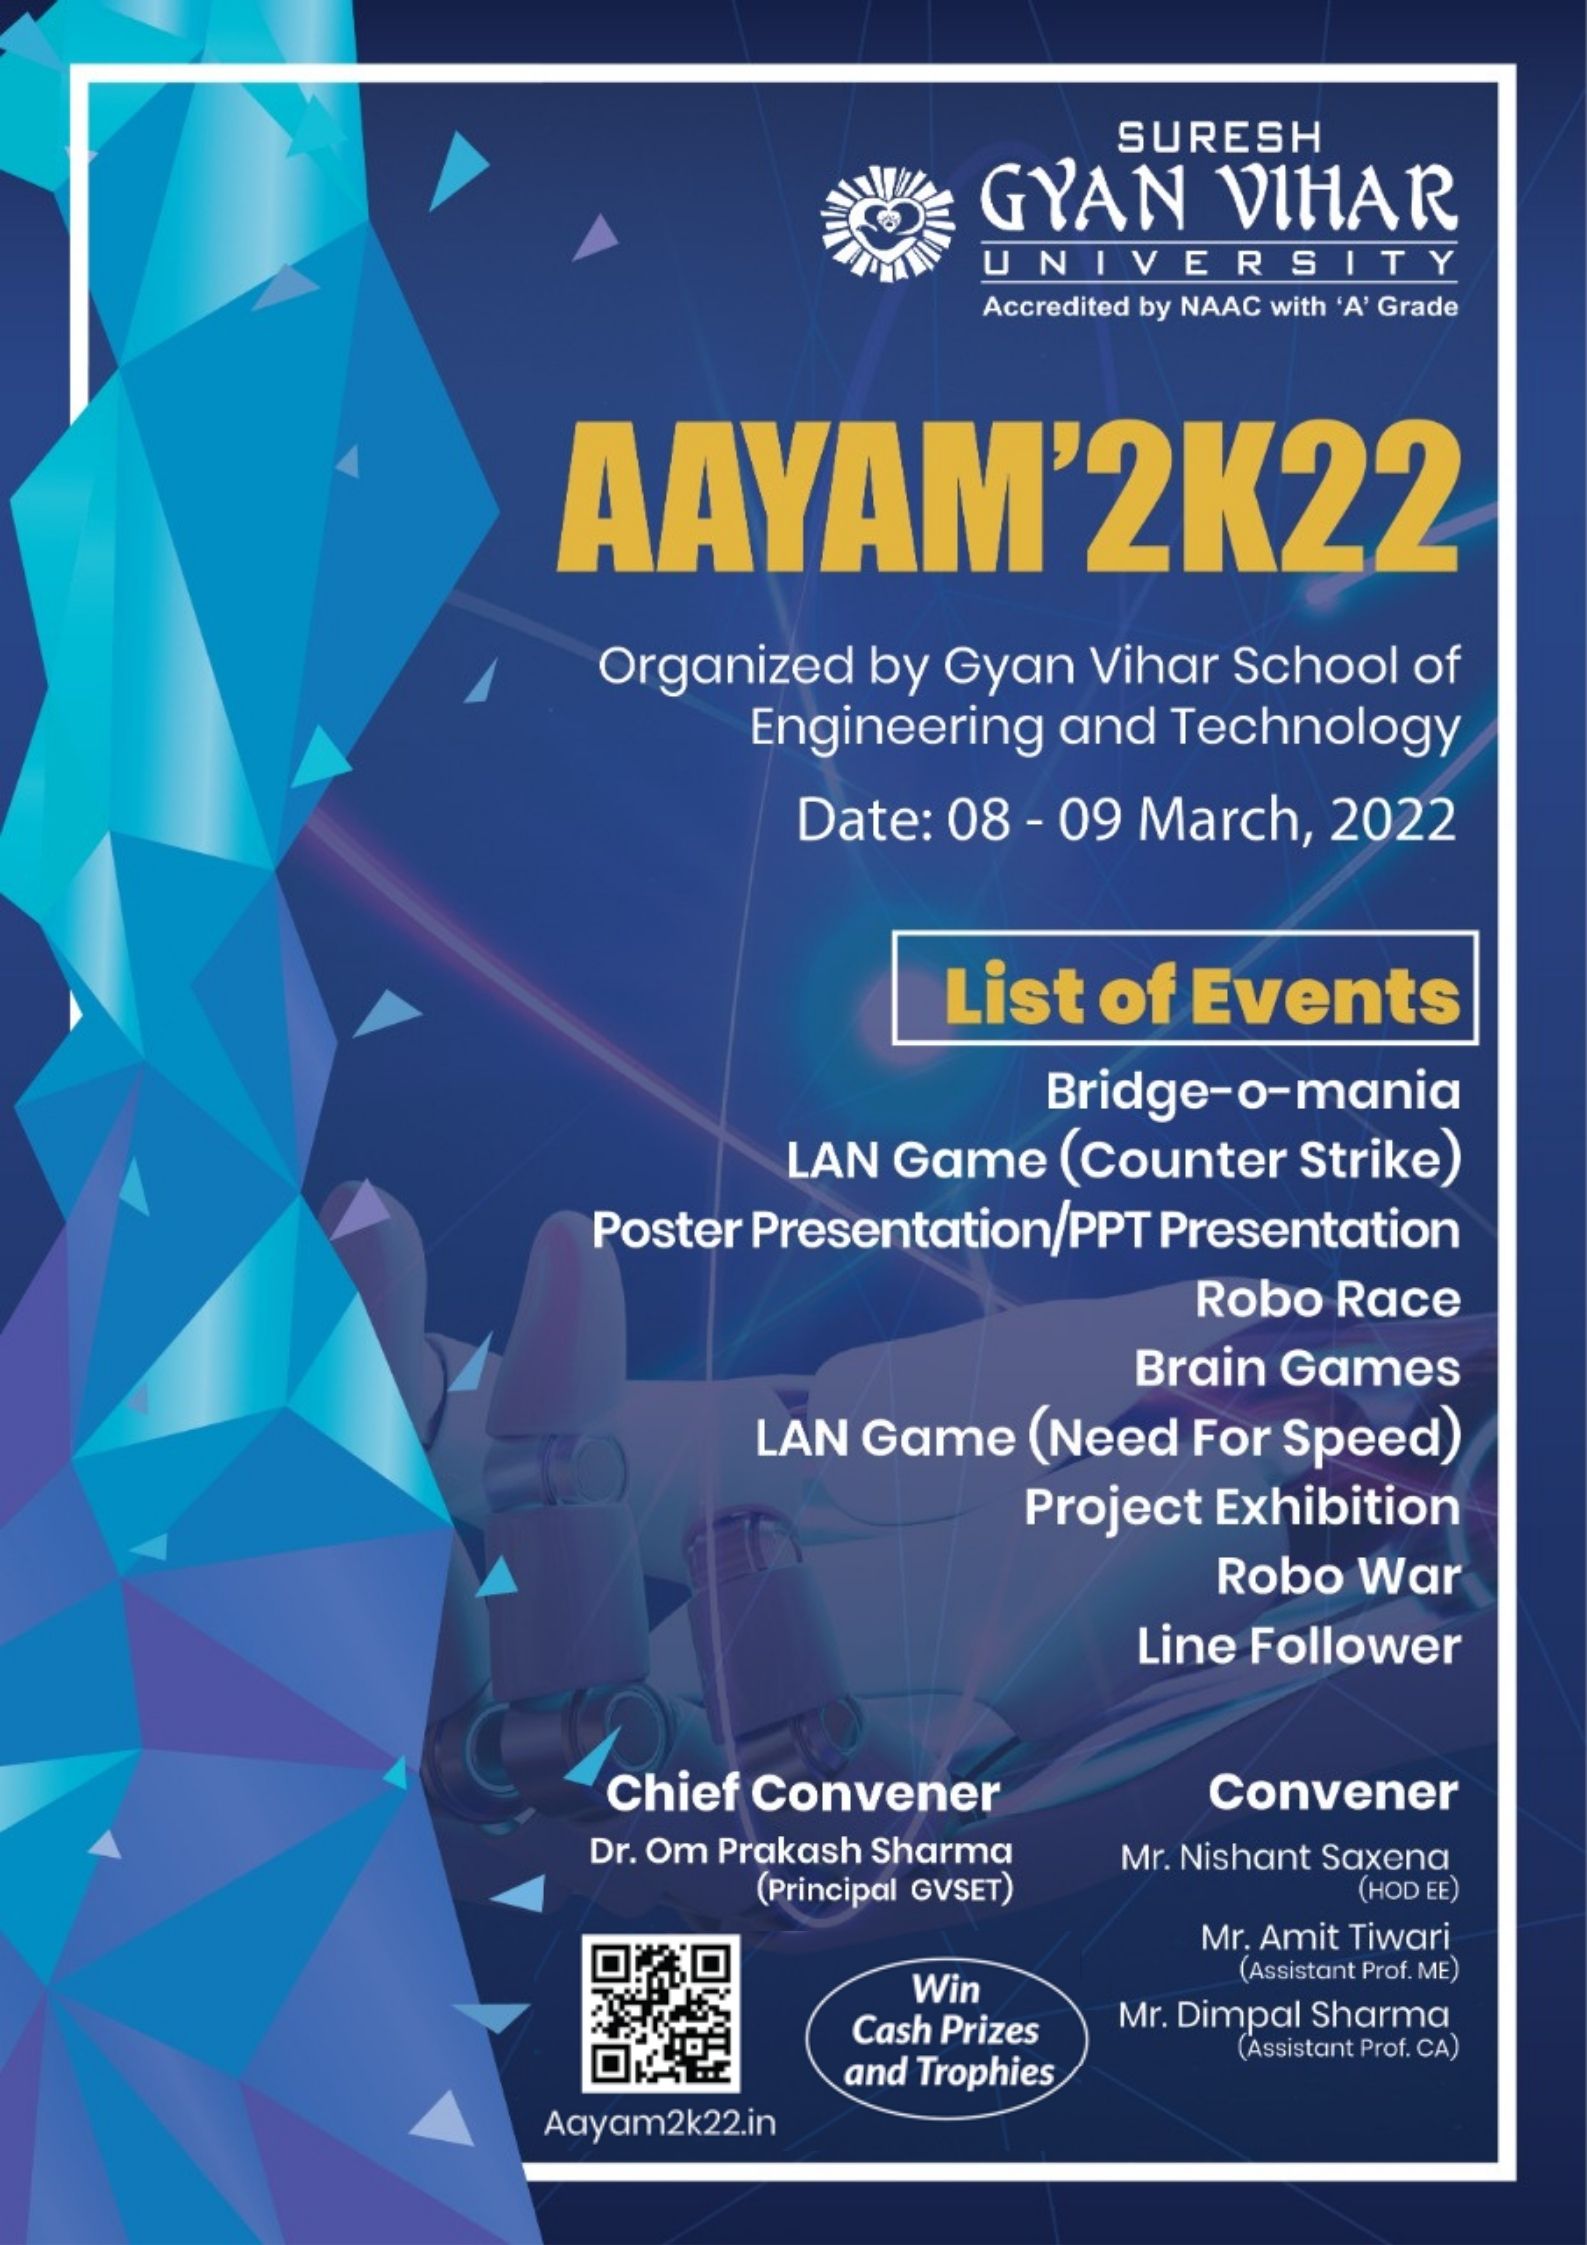 SURESH
GYAN VIHAR
UNIVERSITY
Accredited by NAAC with ‘A’ Grade
AAYAM’2K22
Organized by Gyan Vihar School of
Engineering and Technology
Date: 08 - 09 March, 2022
List of Events
Bridge-o-mania
LAN Game (Counter Strike)
Poster Presentation/PPT Presentation
Robo Race
Brain Games
LAN Game (Need For Speed)
Project Exhibition
Robo War
Line Follower
Chief Convener
Dr. Om Prakash Sharma
(Principal GVSET)
Convener
Mr. Nishant Saxena
(HOD EE)
Mr. Amit Tiwari
(Assistant Prof. ME)
Mr. Dimpal Sharma
(Assistant Prof. CA)
Win
Cash Prizes
and Trophies
Aayam2k22.in